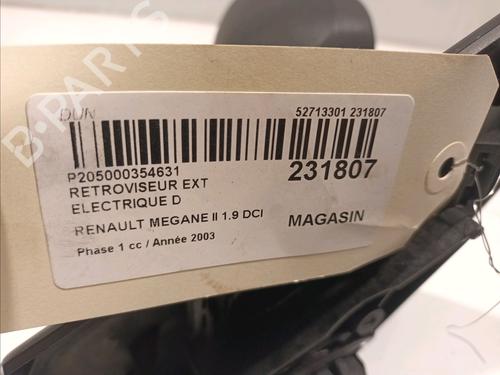 DUN
52713301 231807
P205000354631
231807
RETROVISEUR EXT
ELECTRIQUE D
RENAULT MEGANE II 1.9 DCI
MAGASIN
Phase 1 cc / Année 2003
B-PARTS